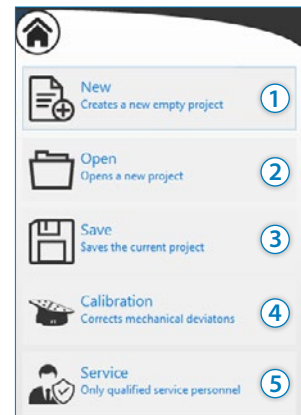 New
Creates a new empty project
1
Open
Opens a new project
2
Save
Saves the current project
3
Calibration
Corrects mechanical deviatons
4
Service
Only qualified service personnel
5